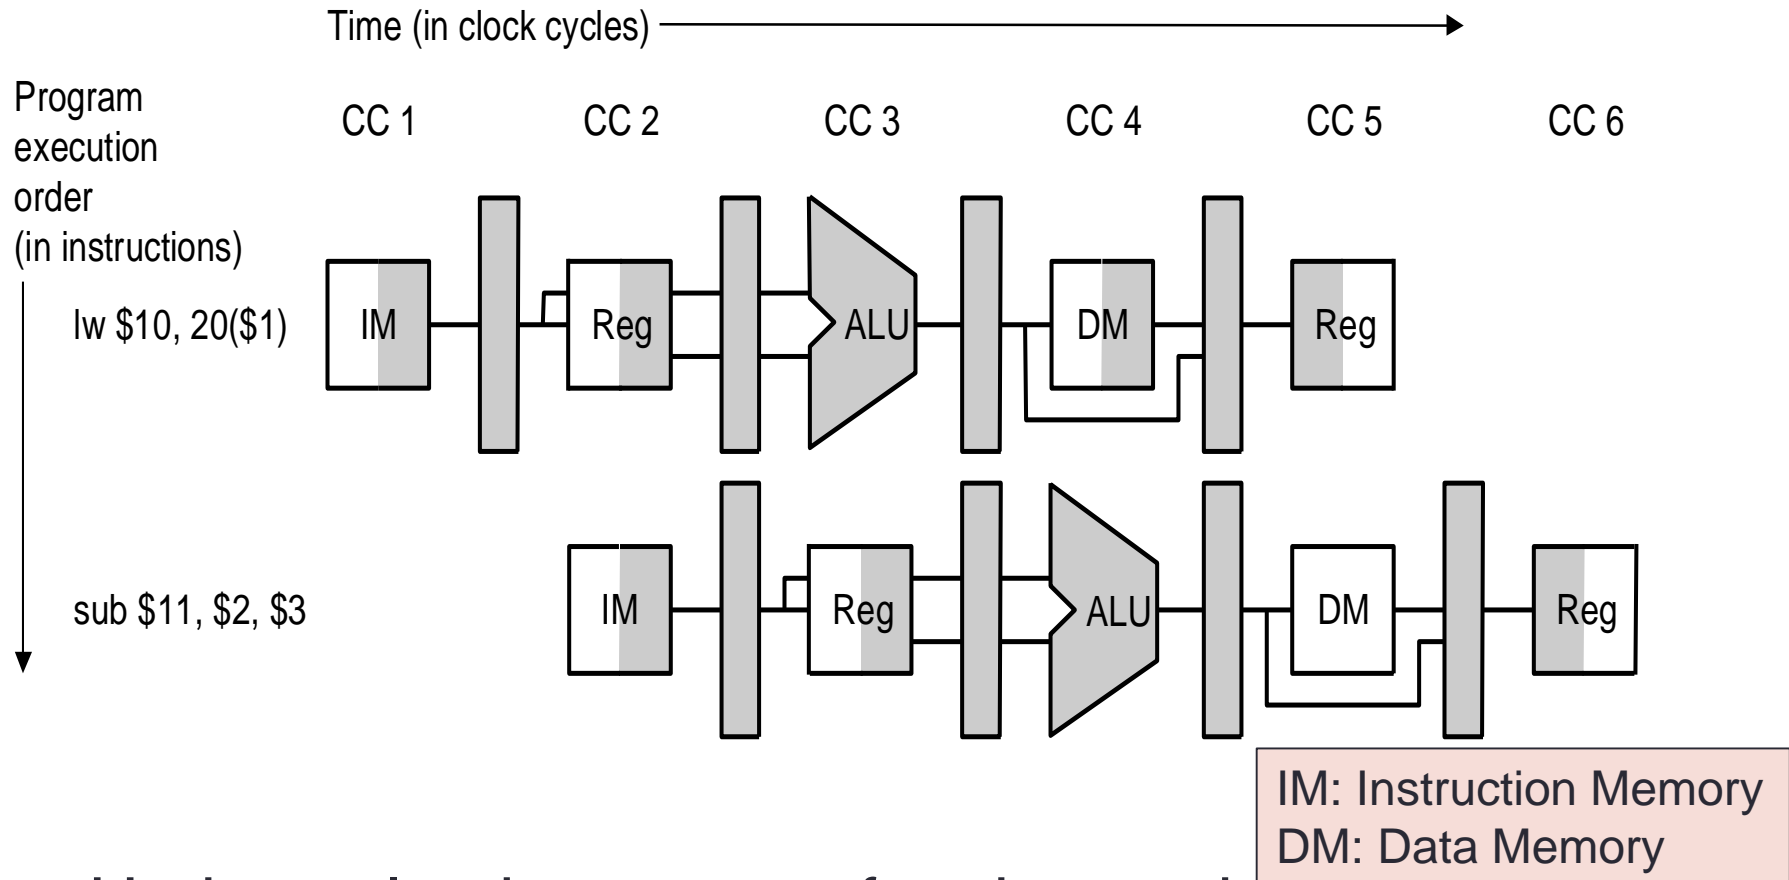 Time (in clock cycles)
Program
execution
order
(in instructions)
CC 1 CC 2 CC 3 CC 4 CC 5 CC 6
lw $10, 20($1)
IM Reg ALU DM Reg
sub $11, $2, $3
IM Reg ALU DM Reg
IM: Instruction Memory
DM: Data Memory